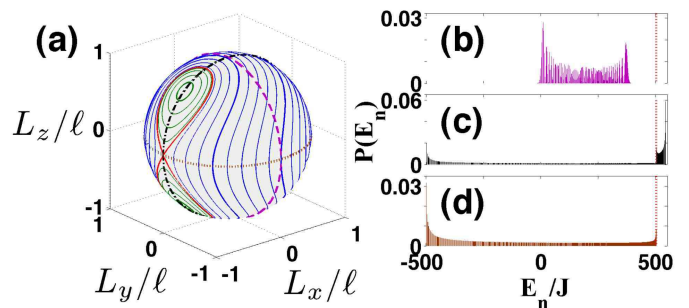 (a)
1
L_z/ℓ
0
-1
1
0
L_y/ℓ
-1
-1
0
L_x/ℓ
1
0.03
(b)
0
0.06
P(E_n)
(c)
0
0.03
(d)
0
-500
0
500
E_n/J